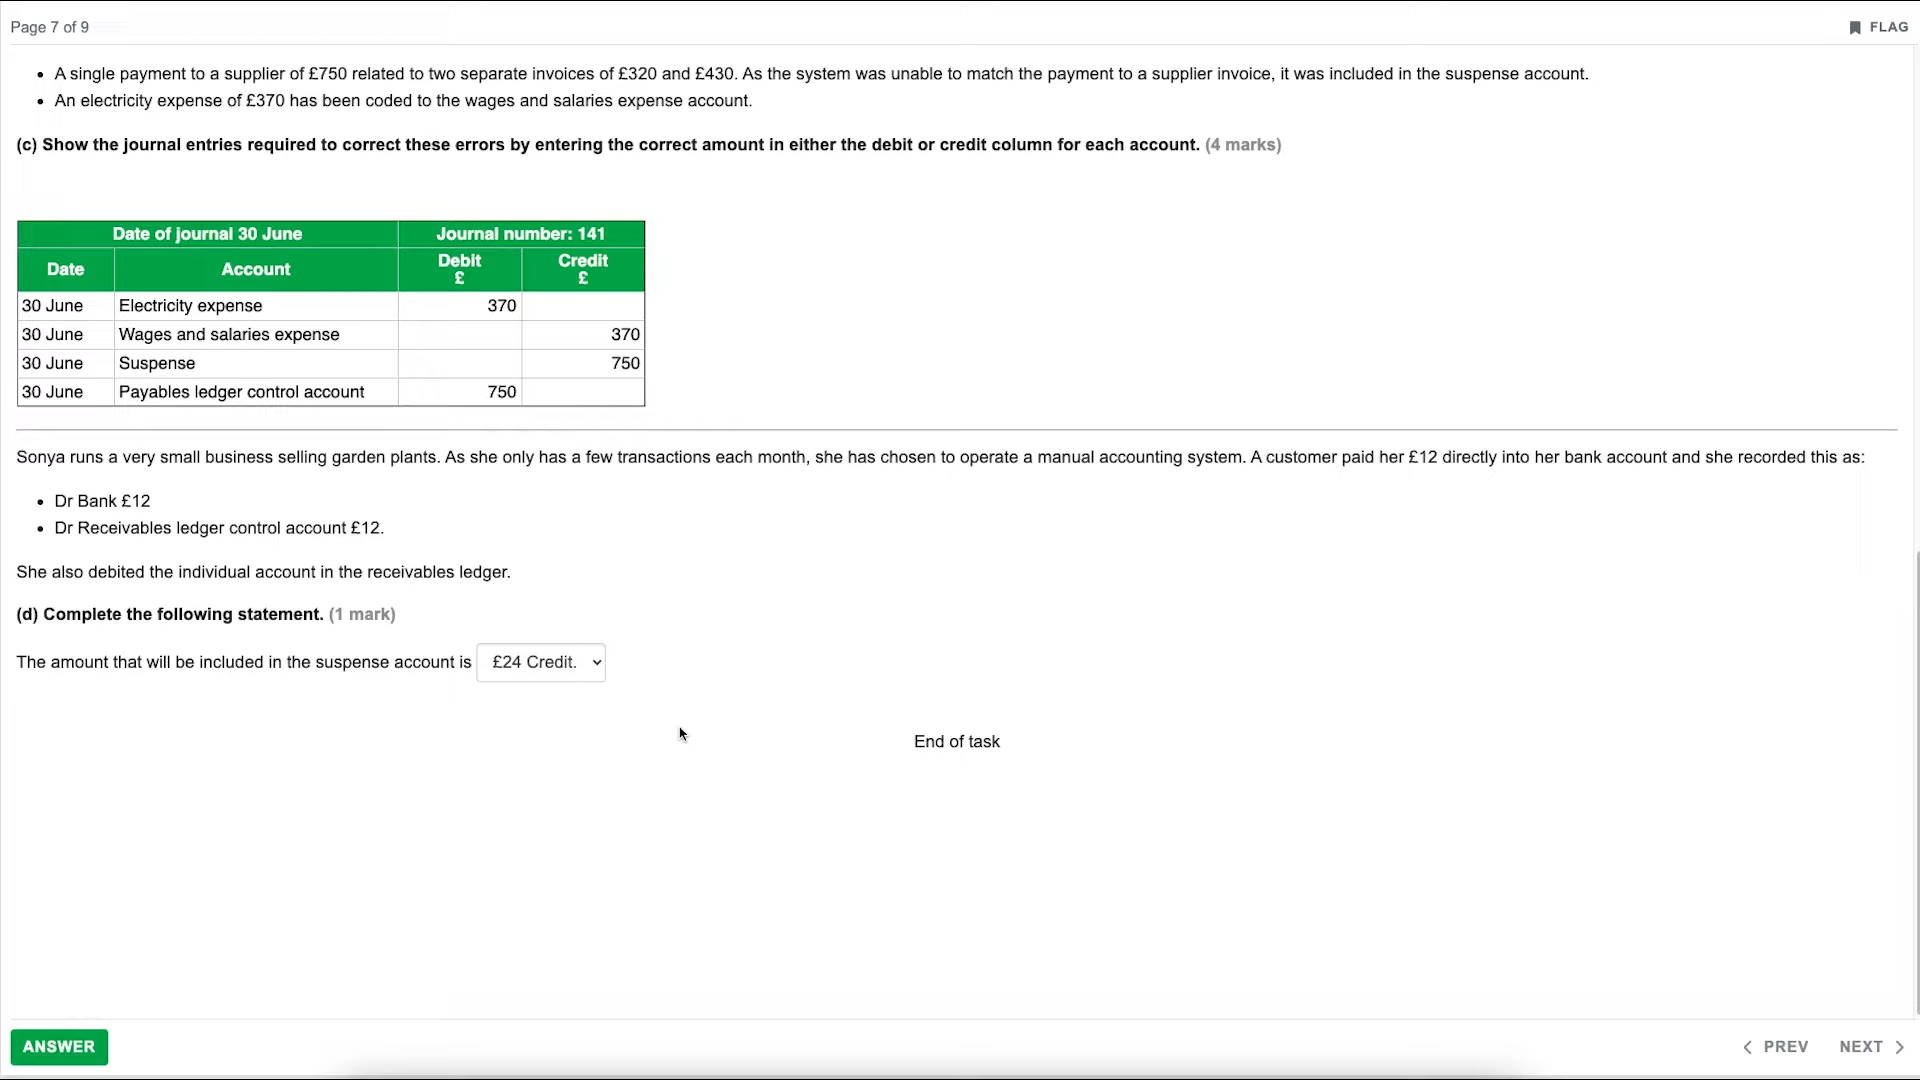 Page 7 of 9
FLAG
• A single payment to a supplier of £750 related to two separate invoices of £320 and £430. As the system was unable to match the payment to a supplier invoice, it was included in the suspense account.
• An electricity expense of £370 has been coded to the wages and salaries expense account.
(c) Show the journal entries required to correct these errors by entering the correct amount in either the debit or credit column for each account. (4 marks)
Date of journal 30 June Journal number: 141
Date Account Debit £ Credit £
30 June Electricity expense 370
30 June Wages and salaries expense 370
30 June Suspense 750
30 June Payables ledger control account 750
Sonya runs a very small business selling garden plants. As she only has a few transactions each month, she has chosen to operate a manual accounting system. A customer paid her £12 directly into her bank account and she recorded this as:
• Dr Bank £12
• Dr Receivables ledger control account £12.
She also debited the individual account in the receivables ledger.
(d) Complete the following statement. (1 mark)
The amount that will be included in the suspense account is £24 Credit.
End of task
ANSWER
PREV NEXT